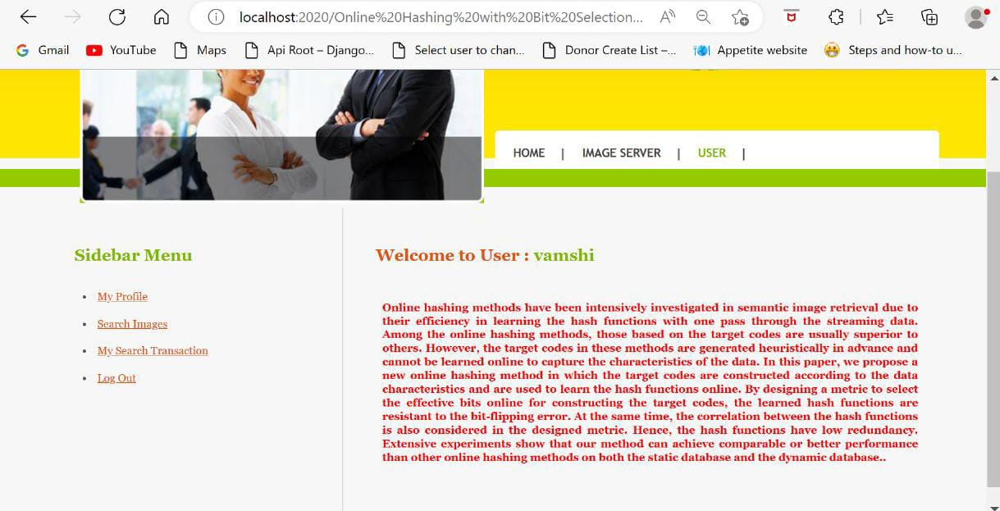 localhost:2020/Online%20Hashing%20with%20Bit%20Selection...
Gmail YouTube Maps Api Root – Django... Select user to chan... Donor Create List –... Appetite website Steps and how-to u...
HOME | IMAGE SERVER | USER |
Sidebar Menu
My Profile
Search Images
My Search Transaction
Log Out
Welcome to User : vamshi
Online hashing methods have been intensively investigated in semantic image retrieval due to
their efficiency in learning the hash functions with one pass through the streaming data.
Among the online hashing methods, those based on the target codes are usually superior to
others. However, the target codes in these methods are generated heuristically in advance and
cannot be learned online to capture the characteristics of the data. In this paper, we propose a
new online hashing method in which the target codes are constructed according to the data
characteristics and are used to learn the hash functions online. By designing a metric to select
the effective bits online for constructing the target codes, the learned hash functions are
resistant to the bit-flipping error. At the same time, the correlation between the hash functions
is also considered in the designed metric. Hence, the hash functions have low redundancy.
Extensive experiments show that our method can achieve comparable or better performance
than other online hashing methods on both the static database and the dynamic database..